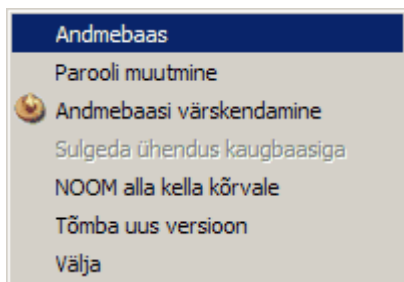 Andmebaas
Parooli muutmine
Andmebaasi värskendamine
Sulgeda ühendus kaugbaasiga
NOOM alla kella kõrvale
Tõmba uus versioon
Välja